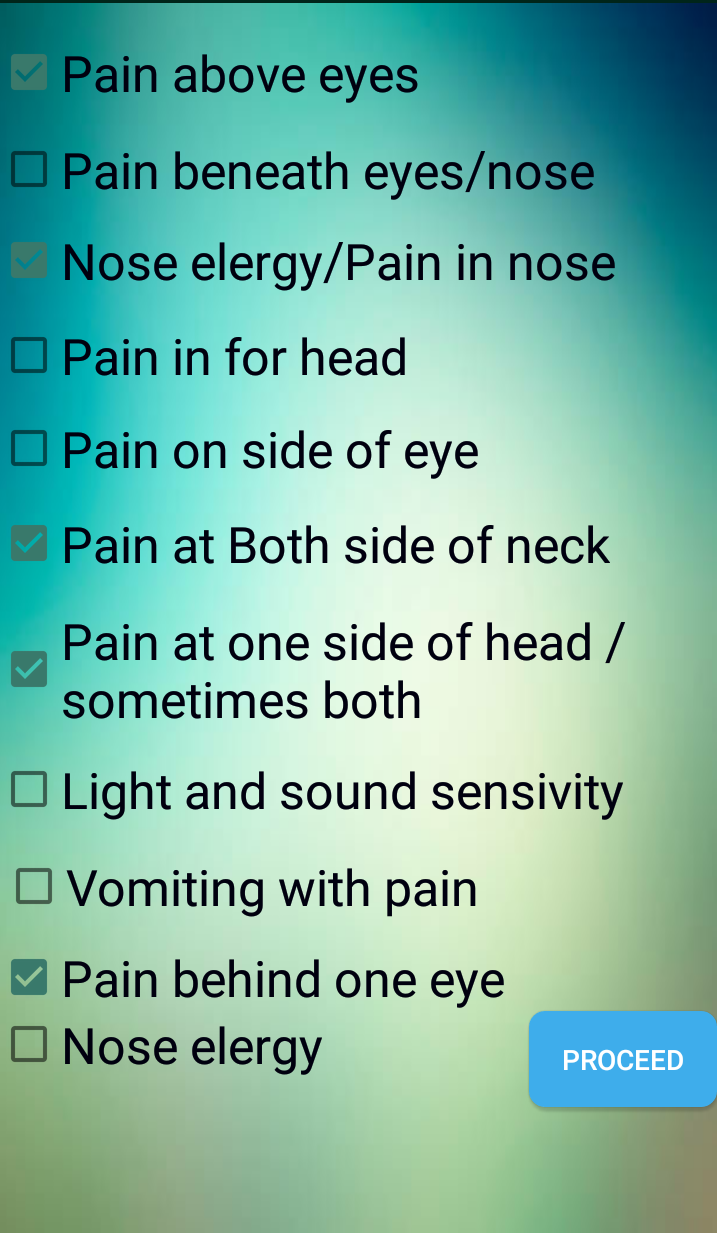 Pain above eyes
Pain beneath eyes/nose
Nose elergy/Pain in nose
Pain in for head
Pain on side of eye
Pain at Both side of neck
Pain at one side of head /
sometimes both
Light and sound sensivity
Vomiting with pain
Pain behind one eye
Nose elergy
PROCEED